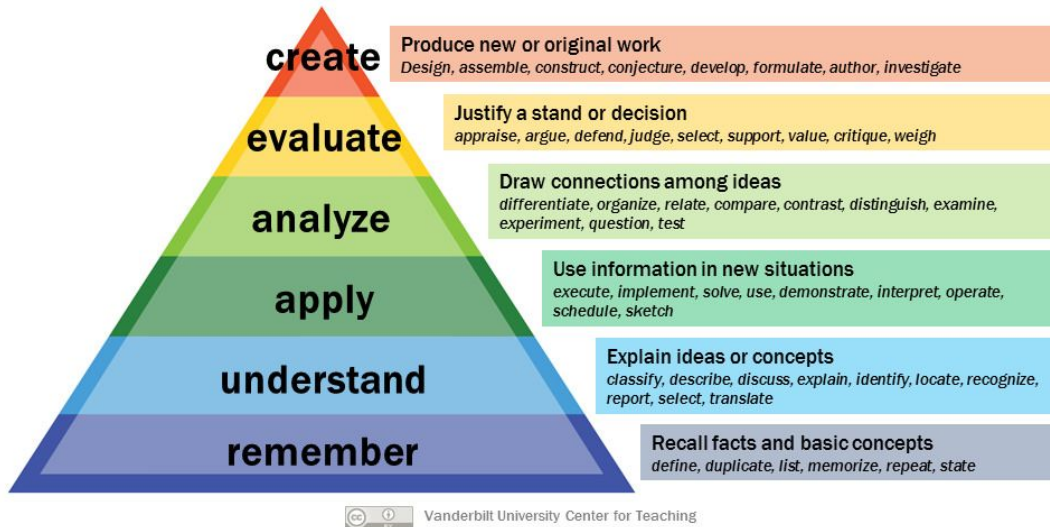 create
Produce new or original work
Design, assemble, construct, conjecture, develop, formulate, author, investigate
evaluate
Justify a stand or decision
appraise, argue, defend, judge, select, support, value, critique, weigh
analyze
Draw connections among ideas
differentiate, organize, relate, compare, contrast, distinguish, examine,
experiment, question, test
apply
Use information in new situations
execute, implement, solve, use, demonstrate, interpret, operate,
schedule, sketch
understand
Explain ideas or concepts
classify, describe, discuss, explain, identify, locate, recognize,
report, select, translate
remember
Recall facts and basic concepts
define, duplicate, list, memorize, repeat, state
cc
Vanderbilt University Center for Teaching